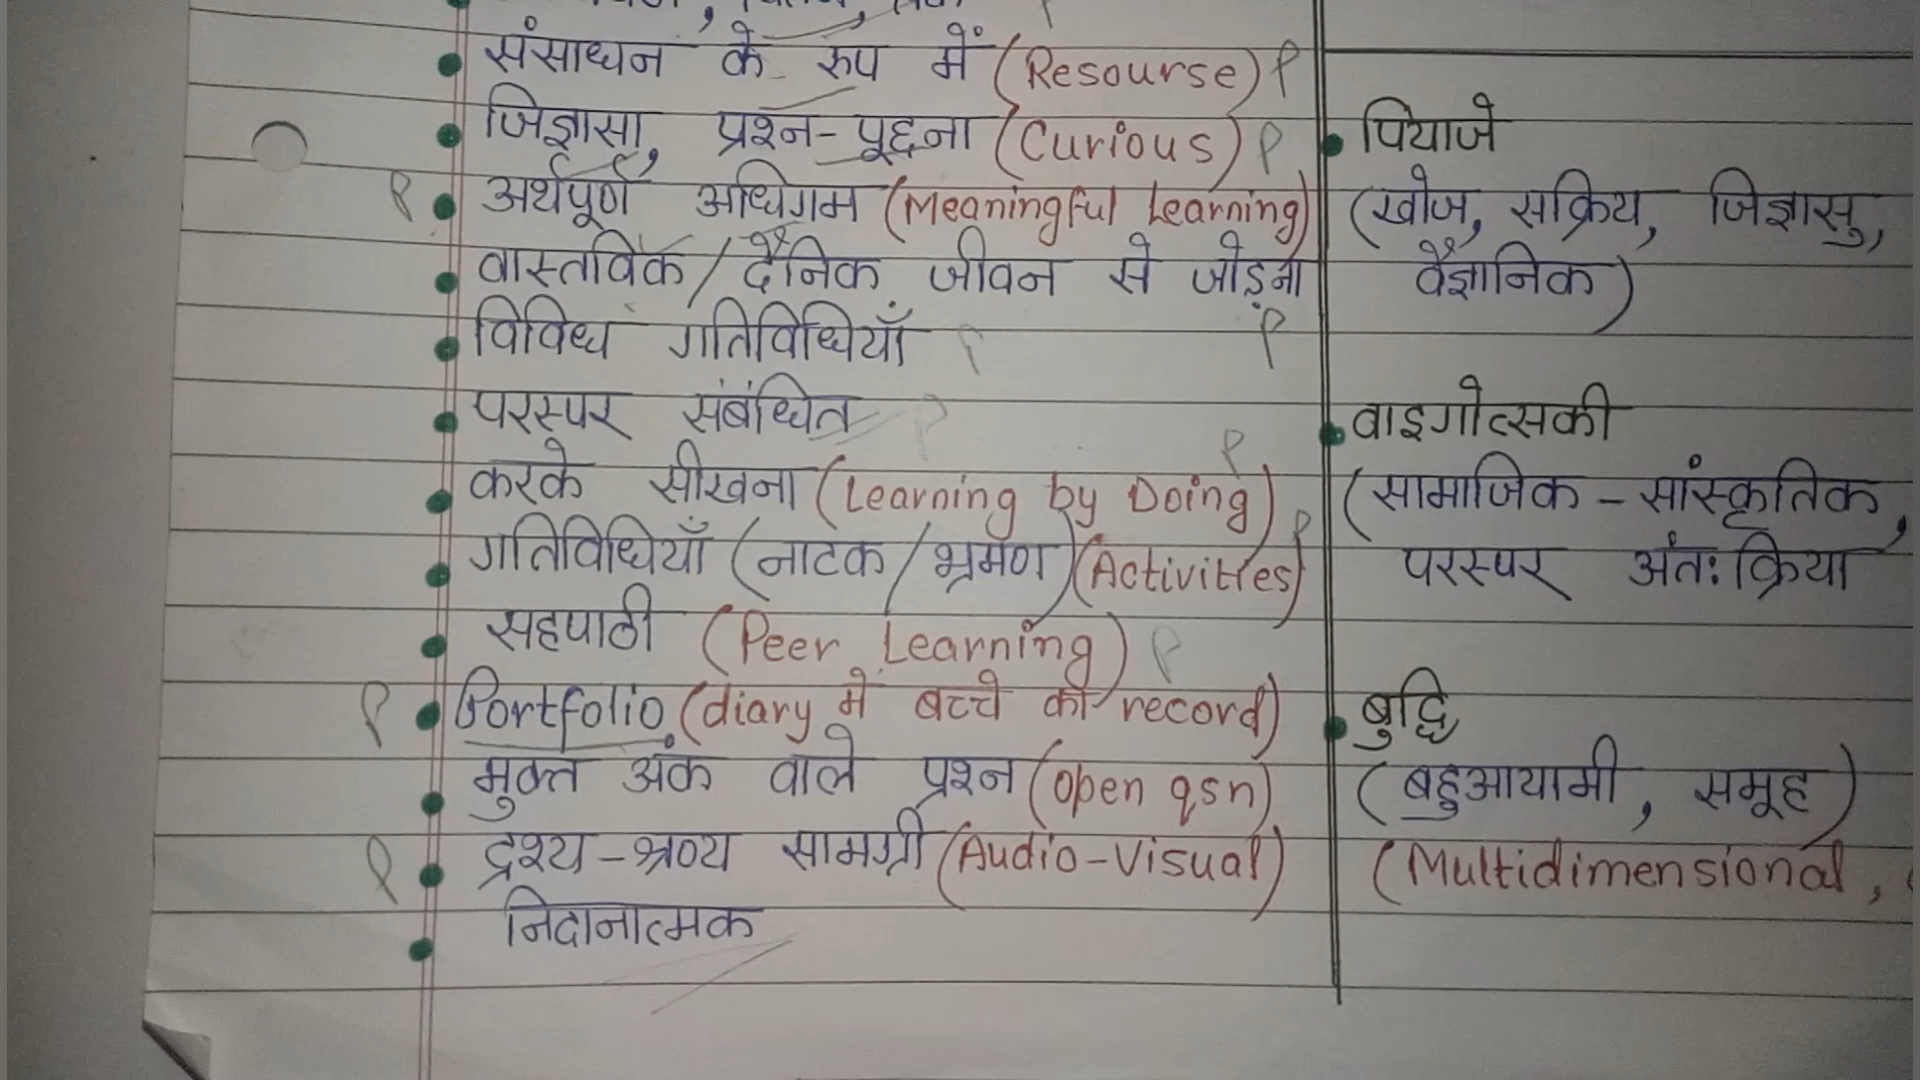 संसाधन के रुप में (Resourse)
जिज्ञासा, प्रश्न-पूछना (Curious)
अर्थपूर्ण अधिगम (Meaningful Learning)
वास्तविक/दैनिक जीवन से जोड़ना
विविध गतिविधियाँ
परस्पर संबंधित
करके सीखना (Learning by Doing)
गतिविधियाँ (नाटक/भ्रमण) (Activities)
सहपाठी (Peer Learning)
Portfolio (diary में बच्चे का record)
मुक्त अंक वाले प्रश्न (open qsn)
द्रश्य-श्रव्य सामग्री (Audio-Visual)
निदानात्मक
पियाजे
(खोज, सक्रिय, जिज्ञासु,
वैज्ञानिक)
वाइगोत्सकी
(सामाजिक-सांस्कृतिक,
परस्पर अंतः क्रिया
बुद्धि
(बहुआयामी, समूह)
(Multidimensional,